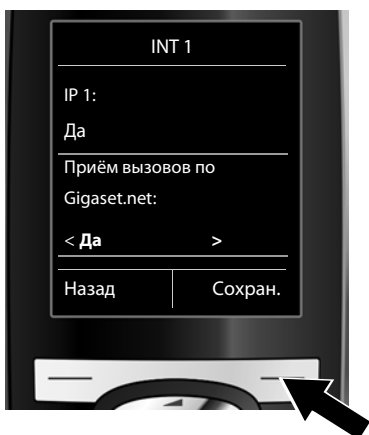 INT 1
IP 1:
Да
Приём вызовов по
Gigaset.net:
< Да >
Назад Сохран.